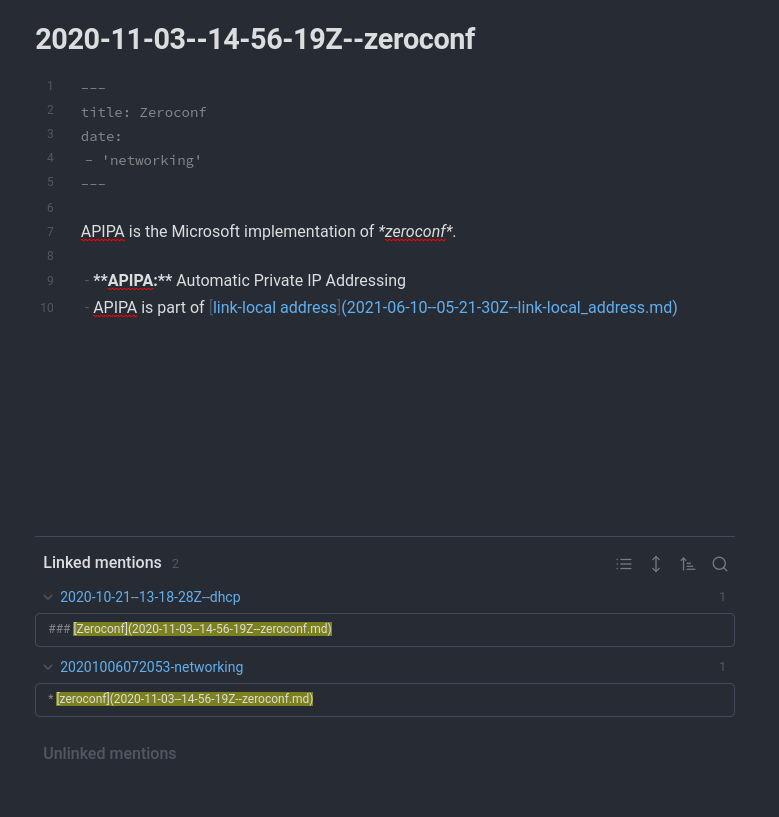 2020-11-03--14-56-19Z--zeroconf
1 ---
2 title: Zeroconf
3 date:
4 - 'networking'
5 ---
6
7 APIPA is the Microsoft implementation of *zeroconf*.
8
9 - **APIPA:** Automatic Private IP Addressing
10 - APIPA is part of [link-local address](2021-06-10--05-21-30Z--link-local_address.md)
Linked mentions 2
2020-10-21--13-18-28Z--dhcp 1
### [Zeroconf](2020-11-03--14-56-19Z--zeroconf.md)
20201006072053-networking 1
* [zeroconf](2020-11-03--14-56-19Z--zeroconf.md)
Unlinked mentions